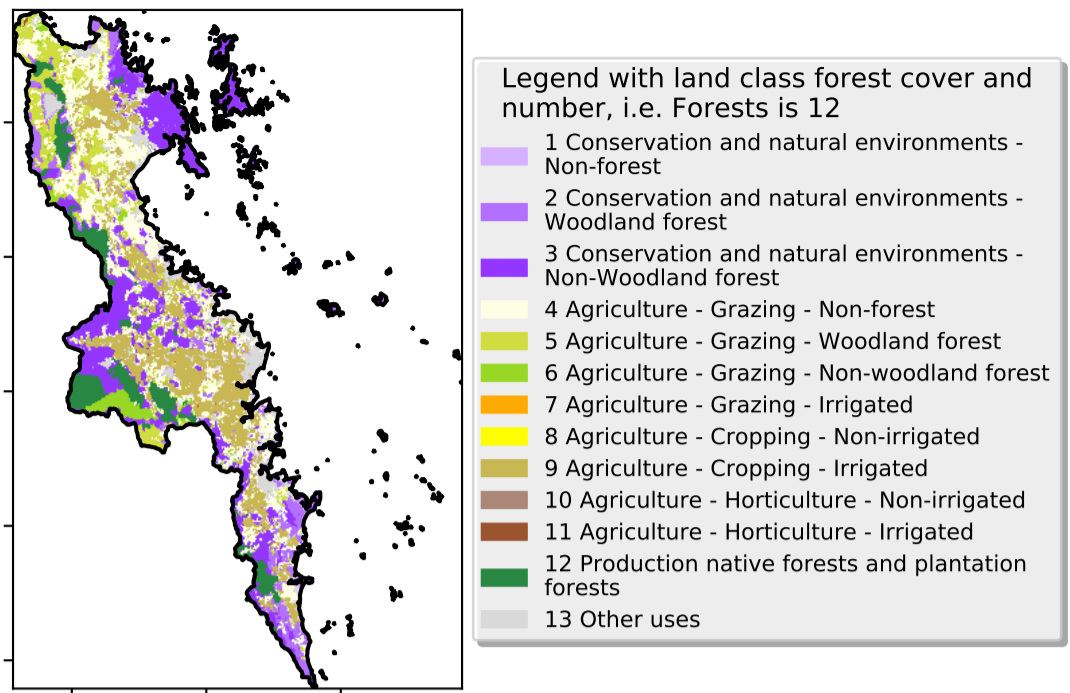 Legend with land class forest cover and
number, i.e. Forests is 12
1 Conservation and natural environments -
Non-forest
2 Conservation and natural environments -
Woodland forest
3 Conservation and natural environments -
Non-Woodland forest
4 Agriculture - Grazing - Non-forest
5 Agriculture - Grazing - Woodland forest
6 Agriculture - Grazing - Non-woodland forest
7 Agriculture - Grazing - Irrigated
8 Agriculture - Cropping - Non-irrigated
9 Agriculture - Cropping - Irrigated
10 Agriculture - Horticulture - Non-irrigated
11 Agriculture - Horticulture - Irrigated
12 Production native forests and plantation
forests
13 Other uses